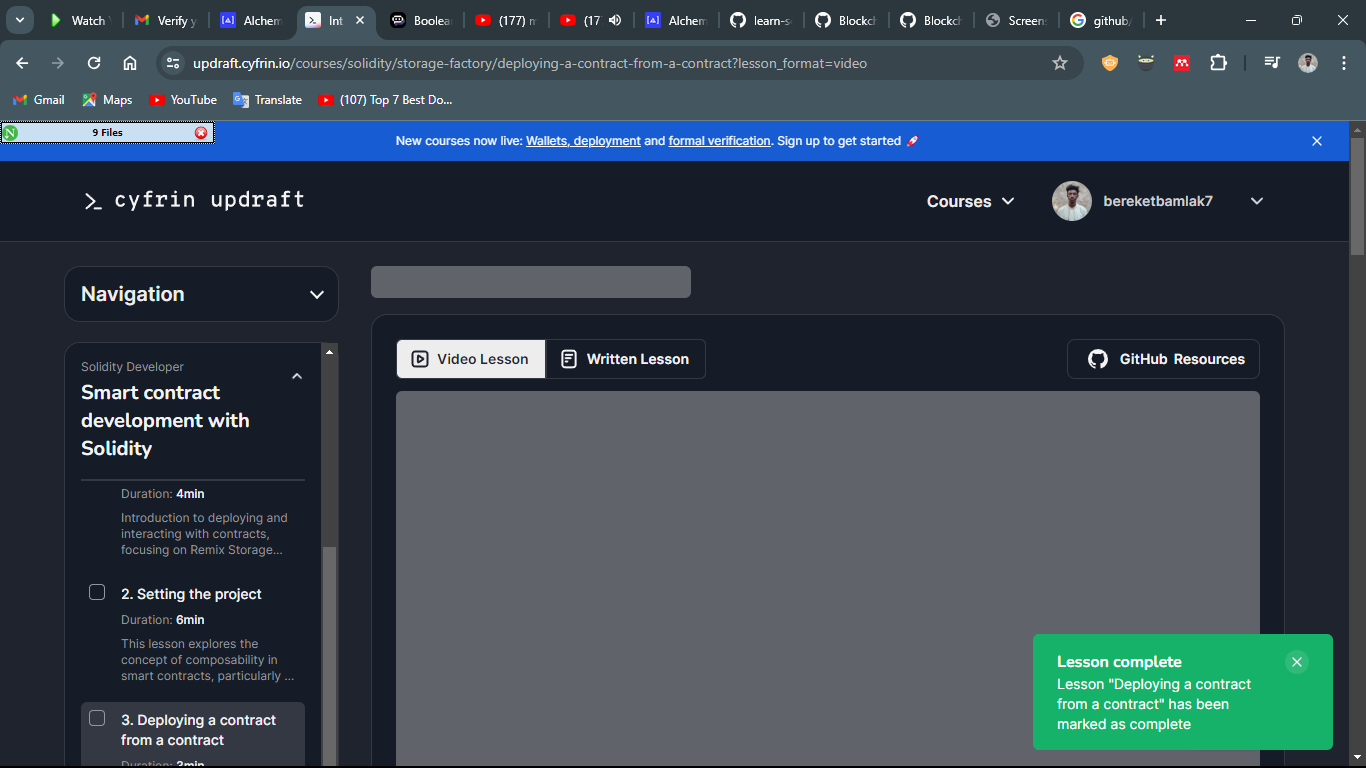 Watch
Verify y
Alchem
Int
Boolea
(177) m
(17
Alchem
learn-s
Blockch
Blockch
Screen
github/
updraft.cyfrin.io/courses/solidity/storage-factory/deploying-a-contract-from-a-contract?lesson_format=video
Gmail
Maps
YouTube
Translate
(107) Top 7 Best Do...
9 Files
New courses now live: Wallets, deployment and formal verification. Sign up to get started 🚀
>_ cyfrin updraft
Courses
bereketbamlak7
Navigation
Video Lesson
Written Lesson
GitHub Resources
Solidity Developer
Smart contract
development with
Solidity
Duration: 4min
Introduction to deploying and
interacting with contracts,
focusing on Remix Storage...
2. Setting the project
Duration: 6min
This lesson explores the
concept of composability in
smart contracts, particularly ...
3. Deploying a contract
from a contract
Duration: 3min
Lesson complete
Lesson "Deploying a contract
from a contract" has been
marked as complete